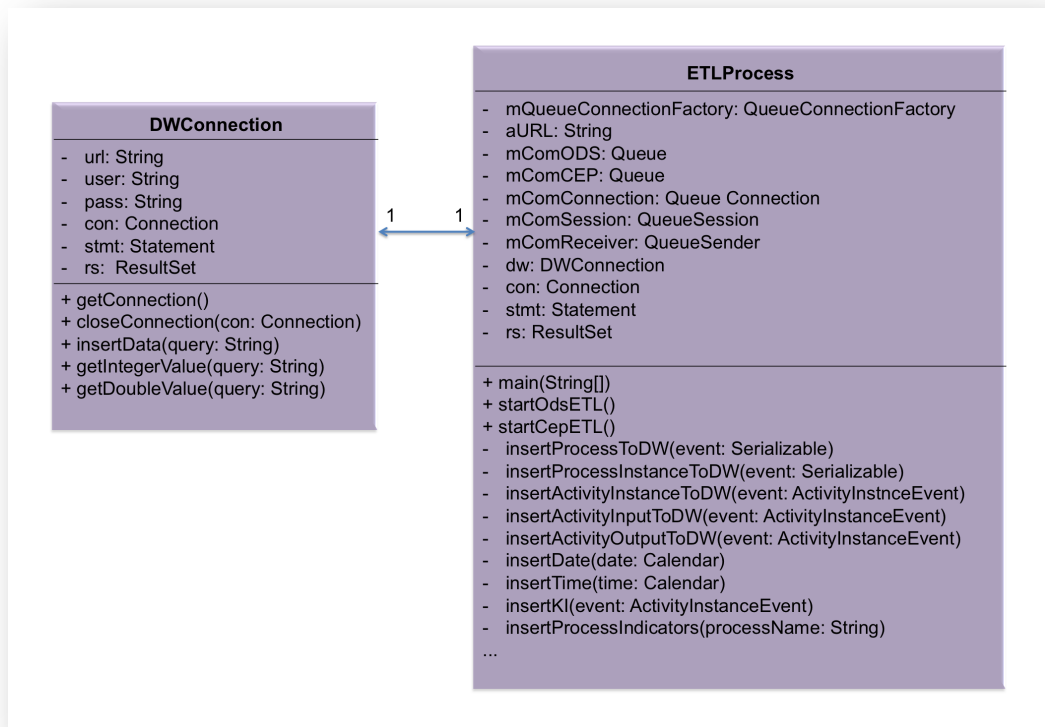 DWConnection
- url: String
- user: String
- pass: String
- con: Connection
- stmt: Statement
- rs: ResultSet
+ getConnection()
+ closeConnection(con: Connection)
+ insertData(query: String)
+ getIntegerValue(query: String)
+ getDoubleValue(query: String)
1 1
ETLProcess
- mQueueConnectionFactory: QueueConnectionFactory
- aURL: String
- mComODS: Queue
- mComCEP: Queue
- mComConnection: Queue Connection
- mComSession: QueueSession
- mComReceiver: QueueSender
- dw: DWConnection
- con: Connection
- stmt: Statement
- rs: ResultSet
+ main(String[])
+ startOdsETL()
+ startCepETL()
- insertProcessToDW(event: Serializable)
- insertProcessInstanceToDW(event: Serializable)
- insertActivityInstanceToDW(event: ActivityInstnceEvent)
- insertActivityInputToDW(event: ActivityInstanceEvent)
- insertActivityOutputToDW(event: ActivityInstanceEvent)
- insertDate(date: Calendar)
- insertTime(time: Calendar)
- insertKI(event: ActivityInstanceEvent)
- insertProcessIndicators(processName: String)
...